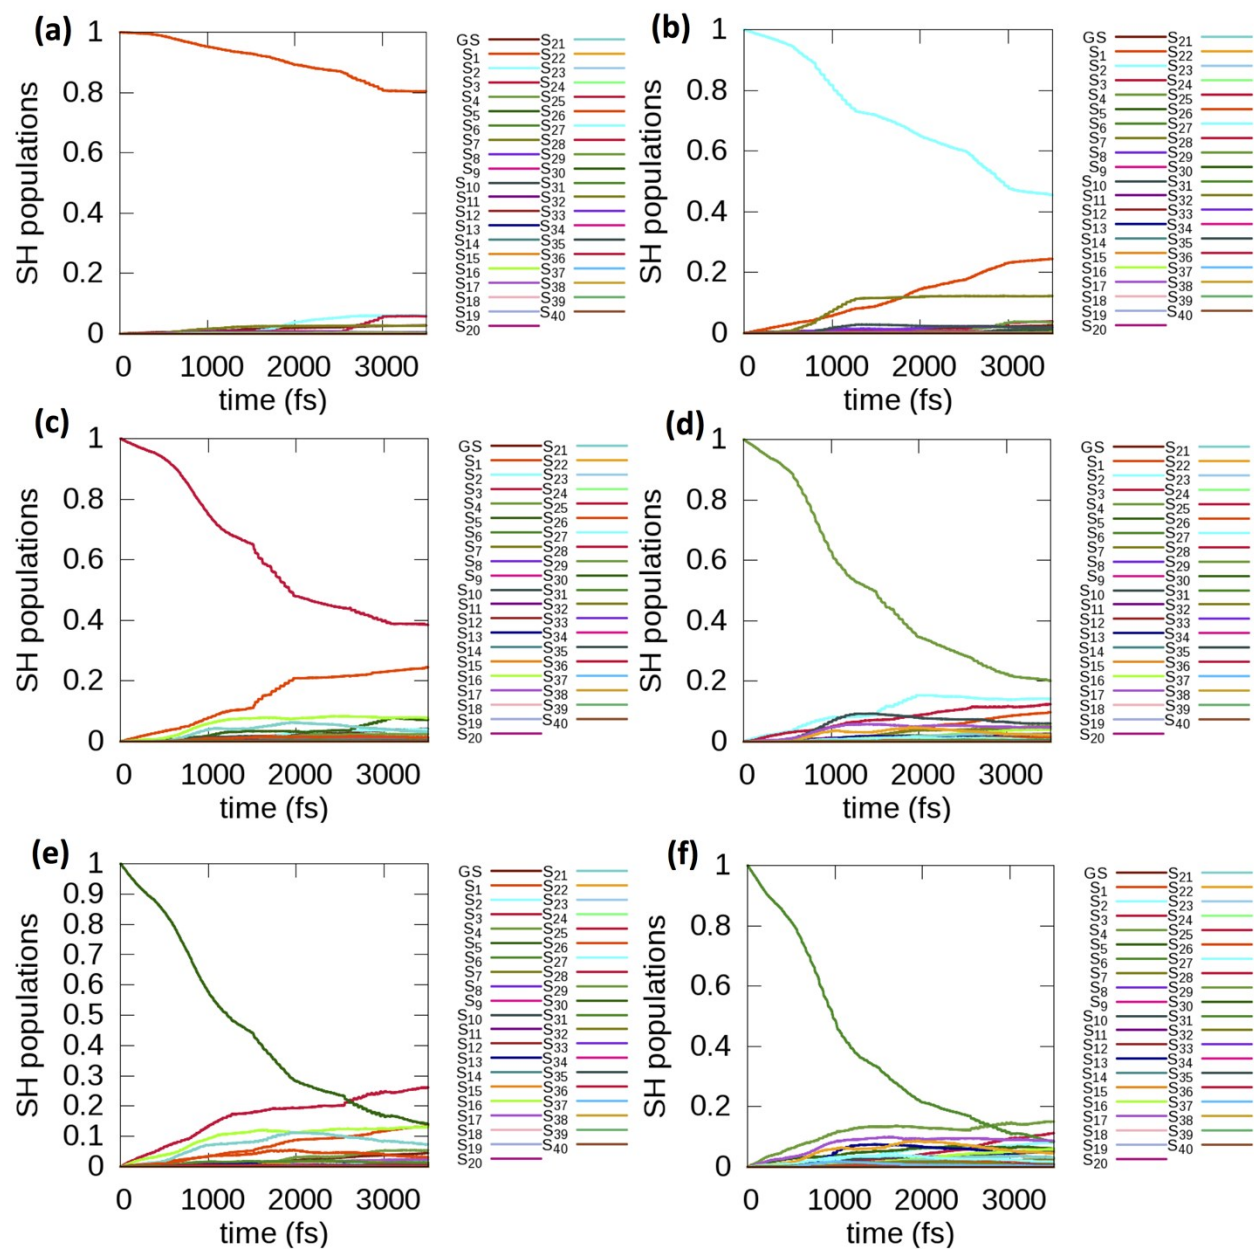 (a)
SH populations
1
0.8
0.6
0.4
0.2
0
0 1000 2000 3000
time (fs)
GS S21
S1 S22
S2 S23
S3 S24
S4 S25
S5 S26
S6 S27
S7 S28
S8 S29
S9 S30
S10 S31
S11 S32
S12 S33
S13 S34
S14 S35
S15 S36
S16 S37
S17 S38
S18 S39
S19 S40
S20
(b)
SH populations
1
0.8
0.6
0.4
0.2
0
0 1000 2000 3000
time (fs)
GS S21
S1 S22
S2 S23
S3 S24
S4 S25
S5 S26
S6 S27
S7 S28
S8 S29
S9 S30
S10 S31
S11 S32
S12 S33
S13 S34
S14 S35
S15 S36
S16 S37
S17 S38
S18 S39
S19 S40
S20
(c)
SH populations
1
0.8
0.6
0.4
0.2
0
0 1000 2000 3000
time (fs)
GS S21
S1 S22
S2 S23
S3 S24
S4 S25
S5 S26
S6 S27
S7 S28
S8 S29
S9 S30
S10 S31
S11 S32
S12 S33
S13 S34
S14 S35
S15 S36
S16 S37
S17 S38
S18 S39
S19 S40
S20
(d)
SH populations
1
0.8
0.6
0.4
0.2
0
0 1000 2000 3000
time (fs)
GS S21
S1 S22
S2 S23
S3 S24
S4 S25
S5 S26
S6 S27
S7 S28
S8 S29
S9 S30
S10 S31
S11 S32
S12 S33
S13 S34
S14 S35
S15 S36
S16 S37
S17 S38
S18 S39
S19 S40
S20
(e)
SH populations
1
0.9
0.8
0.7
0.6
0.5
0.4
0.3
0.2
0.1
0
0 1000 2000 3000
time (fs)
GS S21
S1 S22
S2 S23
S3 S24
S4 S25
S5 S26
S6 S27
S7 S28
S8 S29
S9 S30
S10 S31
S11 S32
S12 S33
S13 S34
S14 S35
S15 S36
S16 S37
S17 S38
S18 S39
S19 S40
S20
(f)
SH populations
1
0.8
0.6
0.4
0.2
0
0 1000 2000 3000
time (fs)
GS S21
S1 S22
S2 S23
S3 S24
S4 S25
S5 S26
S6 S27
S7 S28
S8 S29
S9 S30
S10 S31
S11 S32
S12 S33
S13 S34
S14 S35
S15 S36
S16 S37
S17 S38
S18 S39
S19 S40
S20